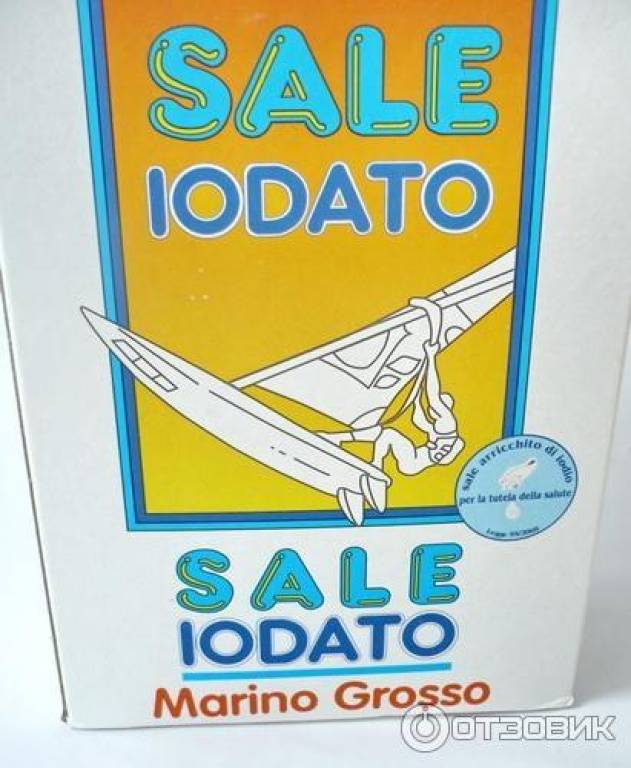 SALE
IODATO
sale arricchito di iodio
per la tutela della salute
SALE
IODATO
Marino Grosso
ОТЗОВИК